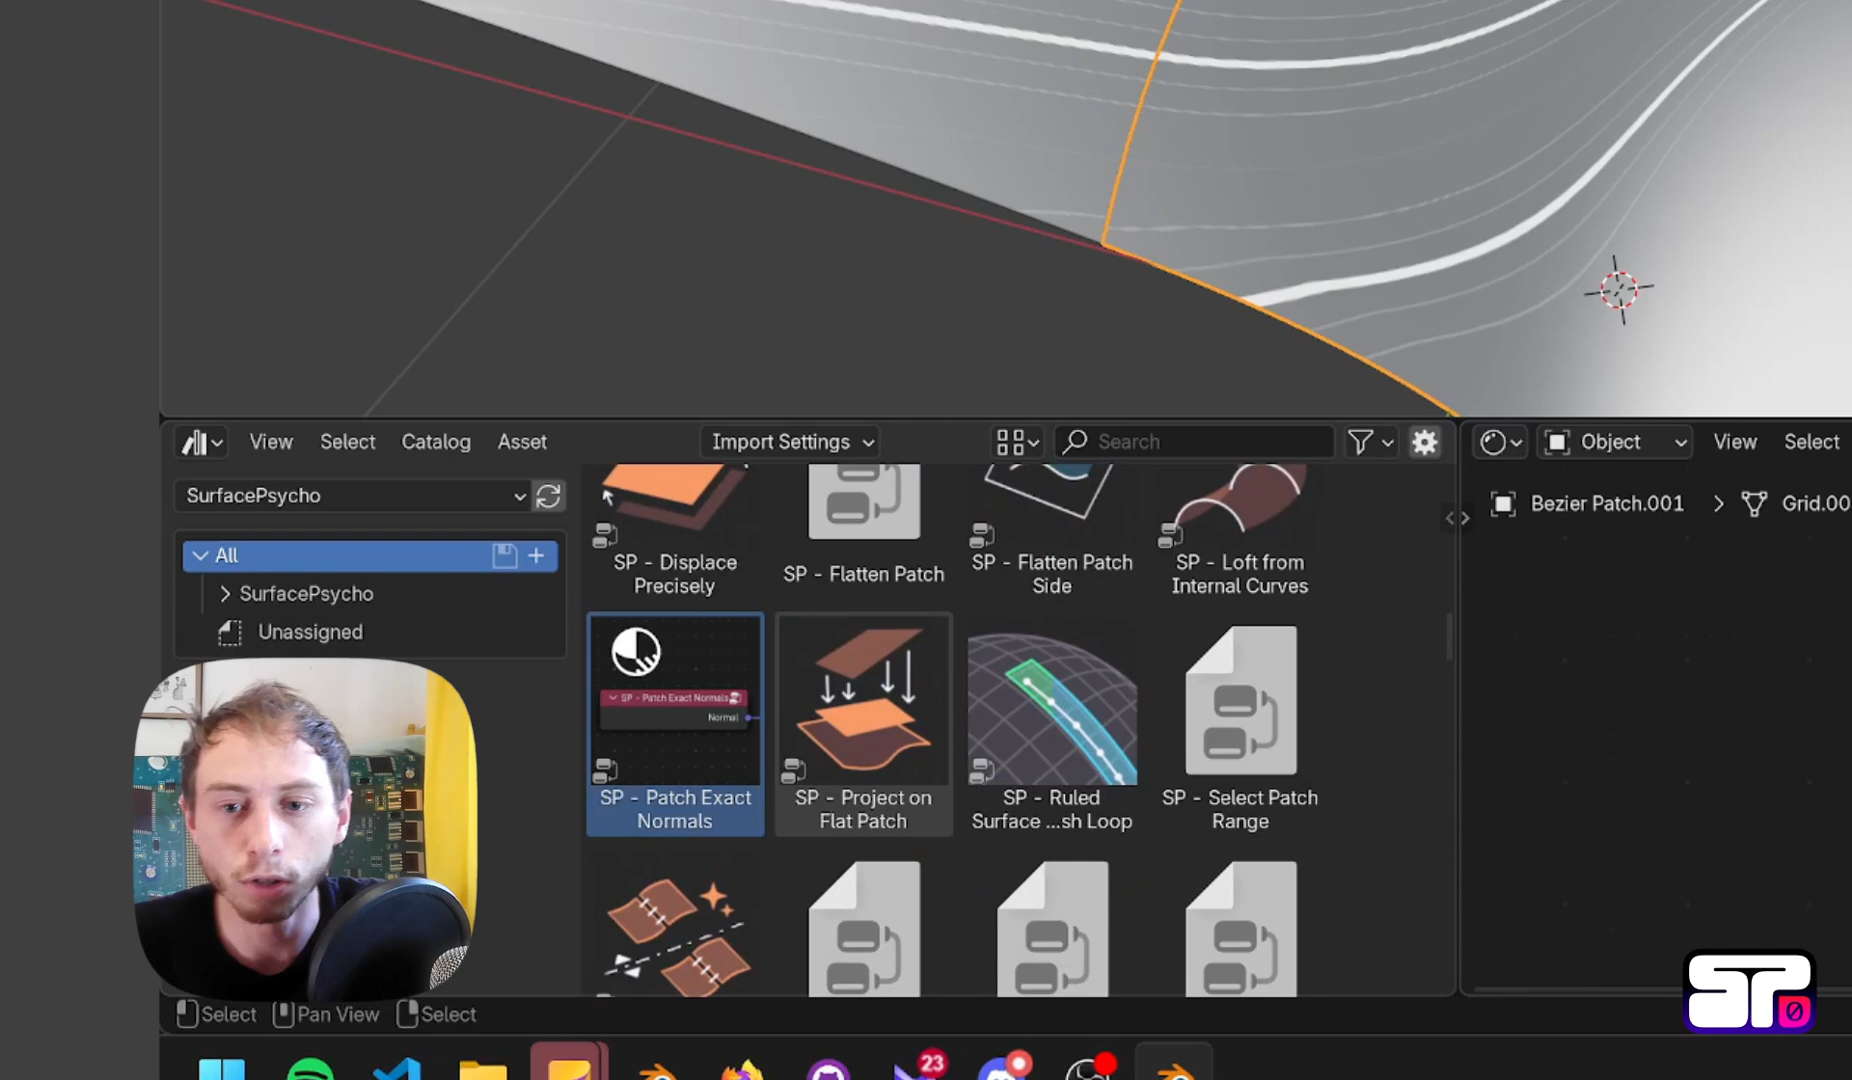 View
Select
Catalog
Asset
Import Settings
Search
Object
View
Select
SurfacePsycho
Bezier Patch.001
Grid.00
All
SurfacePsycho
Unassigned
SP - Displace
Precisely
SP - Flatten Patch
SP - Flatten Patch
Side
SP - Loft from
Internal Curves
SP - Patch Exact Normals
Normal
SP - Patch Exact
Normals
SP - Project on
Flat Patch
SP - Ruled
Surface ...sh Loop
SP - Select Patch
Range
SP0
Select
Pan View
Select
23